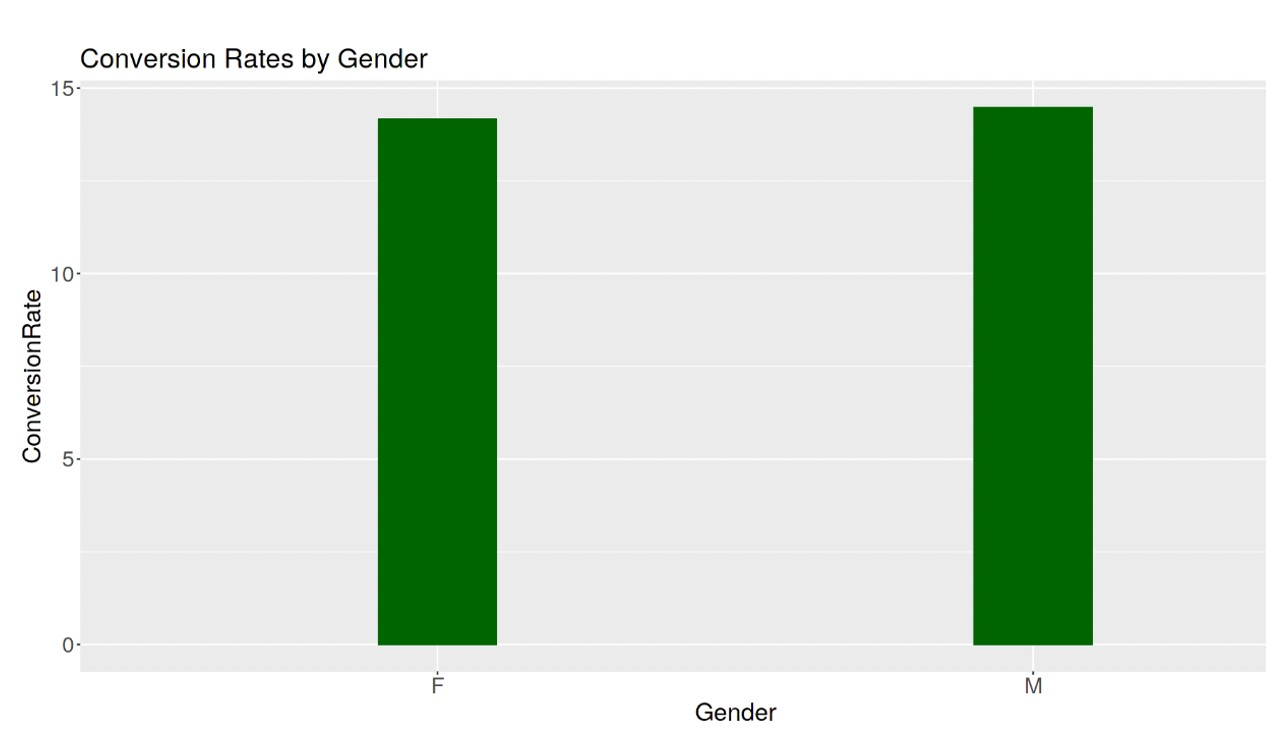 Conversion Rates by Gender
15
10
5
0
ConversionRate
F
M
Gender